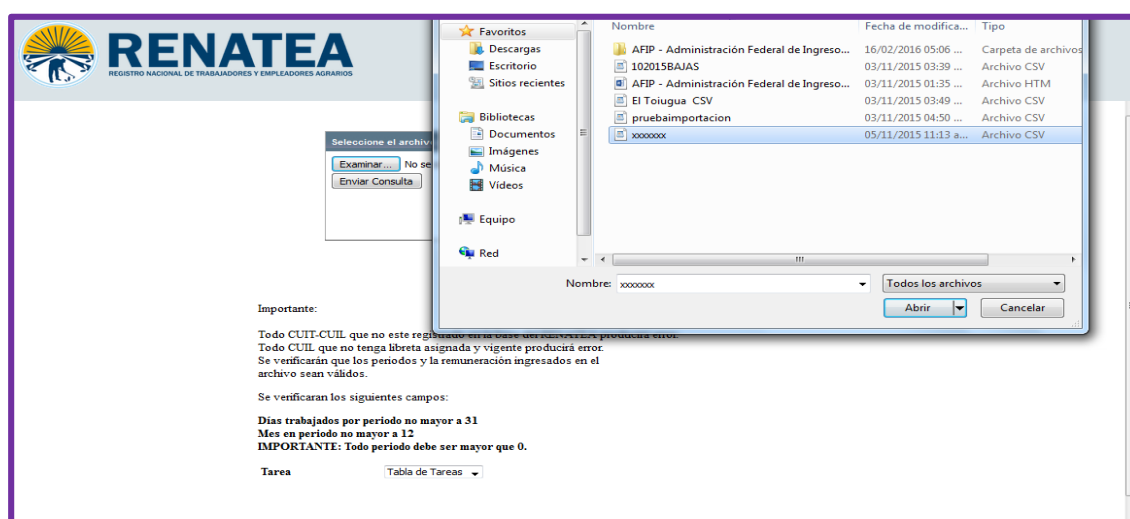 RENATEA
REGISTRO NACIONAL DE TRABAJADORES Y EMPLEADORES AGRARIOS
Favoritos
Descargas
Escritorio
Sitios recientes
Bibliotecas
Documentos
Imágenes
Música
Vídeos
Equipo
Red
Nombre Fecha de modifica... Tipo
AFIP - Administración Federal de Ingreso... 16/02/2016 05:06 ... Carpeta de archivos
102015BAJAS 03/11/2015 03:39 ... Archivo CSV
AFIP - Administración Federal de Ingreso... 03/11/2015 01:35 ... Archivo HTM
El Toiugua CSV 03/11/2015 03:49 ... Archivo CSV
pruebaimportacion 03/11/2015 04:50 ... Archivo CSV
xxxxxxx 05/11/2015 11:13 a... Archivo CSV
Nombre: xxxxxxx Todos los archivos
Abrir Cancelar
Seleccione el archiv
Examinar... No se
Enviar Consulta
Importante:
Todo CUIT-CUIL que no este registrado en la base del RENATEA producirá error.
Todo CUIL que no tenga libreta asignada y vigente producirá error.
Se verificarán que los periodos y la remuneración ingresados en el
archivo sean válidos.
Se verificaran los siguientes campos:
Días trabajados por periodo no mayor a 31
Mes en periodo no mayor a 12
IMPORTANTE: Todo periodo debe ser mayor que 0.
Tarea Tabla de Tareas